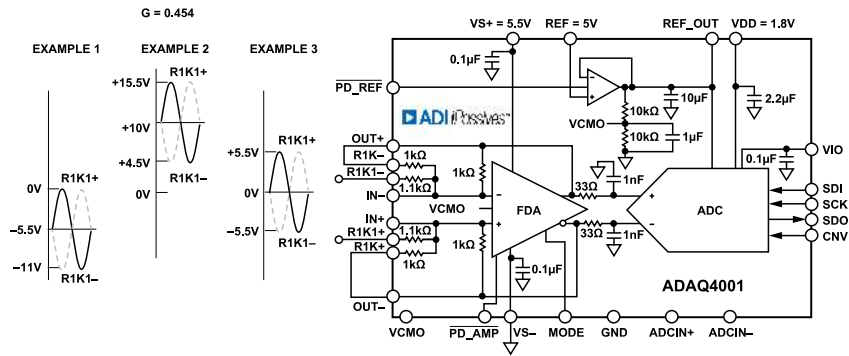 G = 0.454
EXAMPLE 1
EXAMPLE 2
EXAMPLE 3
R1K1+
+15.5V
+10V
+4.5V
R1K1–
0V
R1K1+
+5.5V
0V
–5.5V
R1K1–
0V
R1K1+
–5.5V
–11V
R1K1–
VS+ = 5.5V
REF = 5V
REF_OUT
VDD = 1.8V
0.1µF
PD_REF
ADI iPassives™
10kΩ
10µF
2.2µF
VCMO
10kΩ
1µF
VIO
0.1µF
OUT+
R1K–
1kΩ
R1K1–
1.1kΩ
1kΩ
IN–
VCMO
FDA
33Ω
1nF
ADC
SDI
SCK
SDO
CNV
IN+
R1K1+
1.1kΩ
R1K+
1kΩ
1kΩ
33Ω
1nF
0.1µF
OUT–
ADAQ4001
VCMO
PD_AMP
VS–
MODE
GND
ADCIN+
ADCIN–